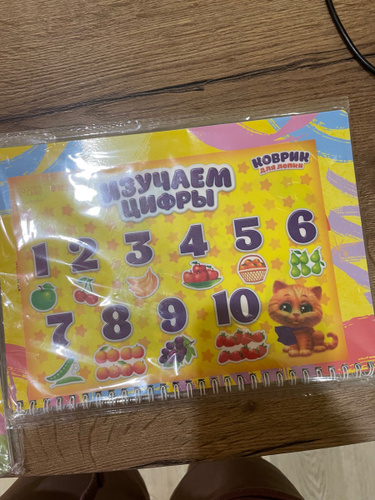 КОВРИК
для лепки
ИЗУЧАЕМ
ЦИФРЫ
1 2 3 4 5 6
7 8 9 10